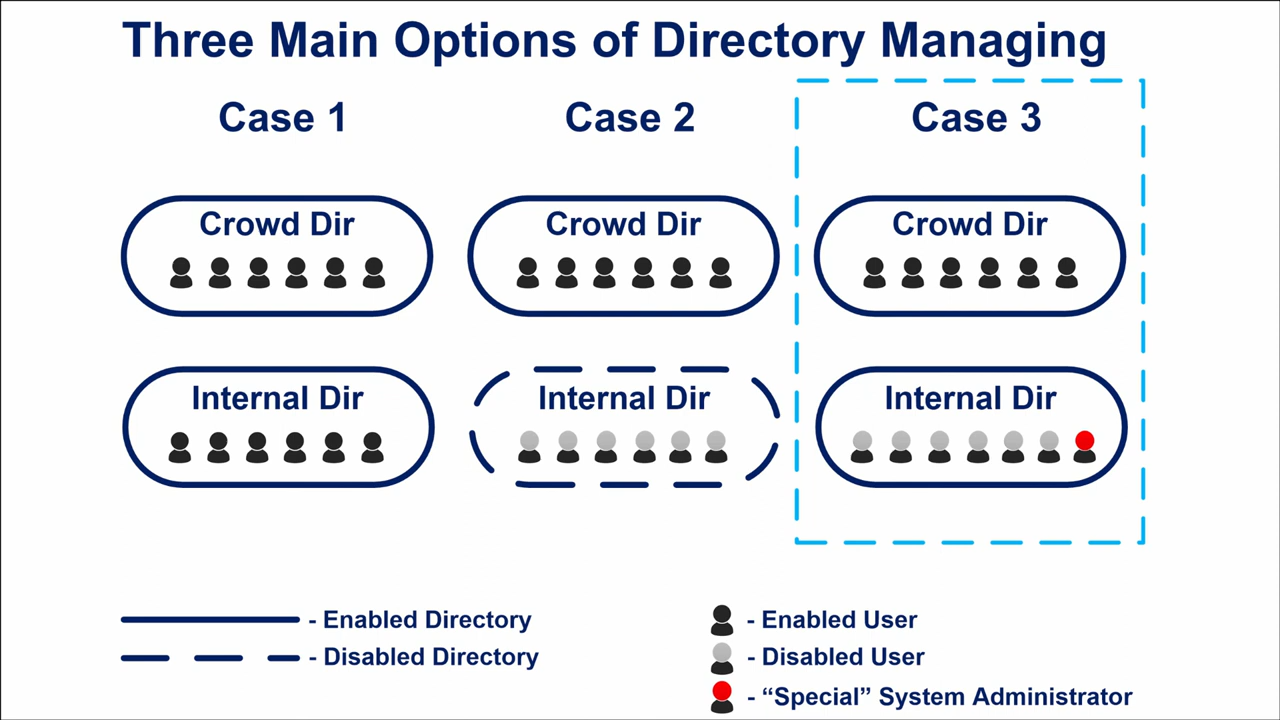 Three Main Options of Directory Managing
Case 1
Case 2
Case 3
Crowd Dir
Crowd Dir
Crowd Dir
Internal Dir
Internal Dir
Internal Dir
- Enabled Directory
- Disabled Directory
- Enabled User
- Disabled User
- “Special” System Administrator